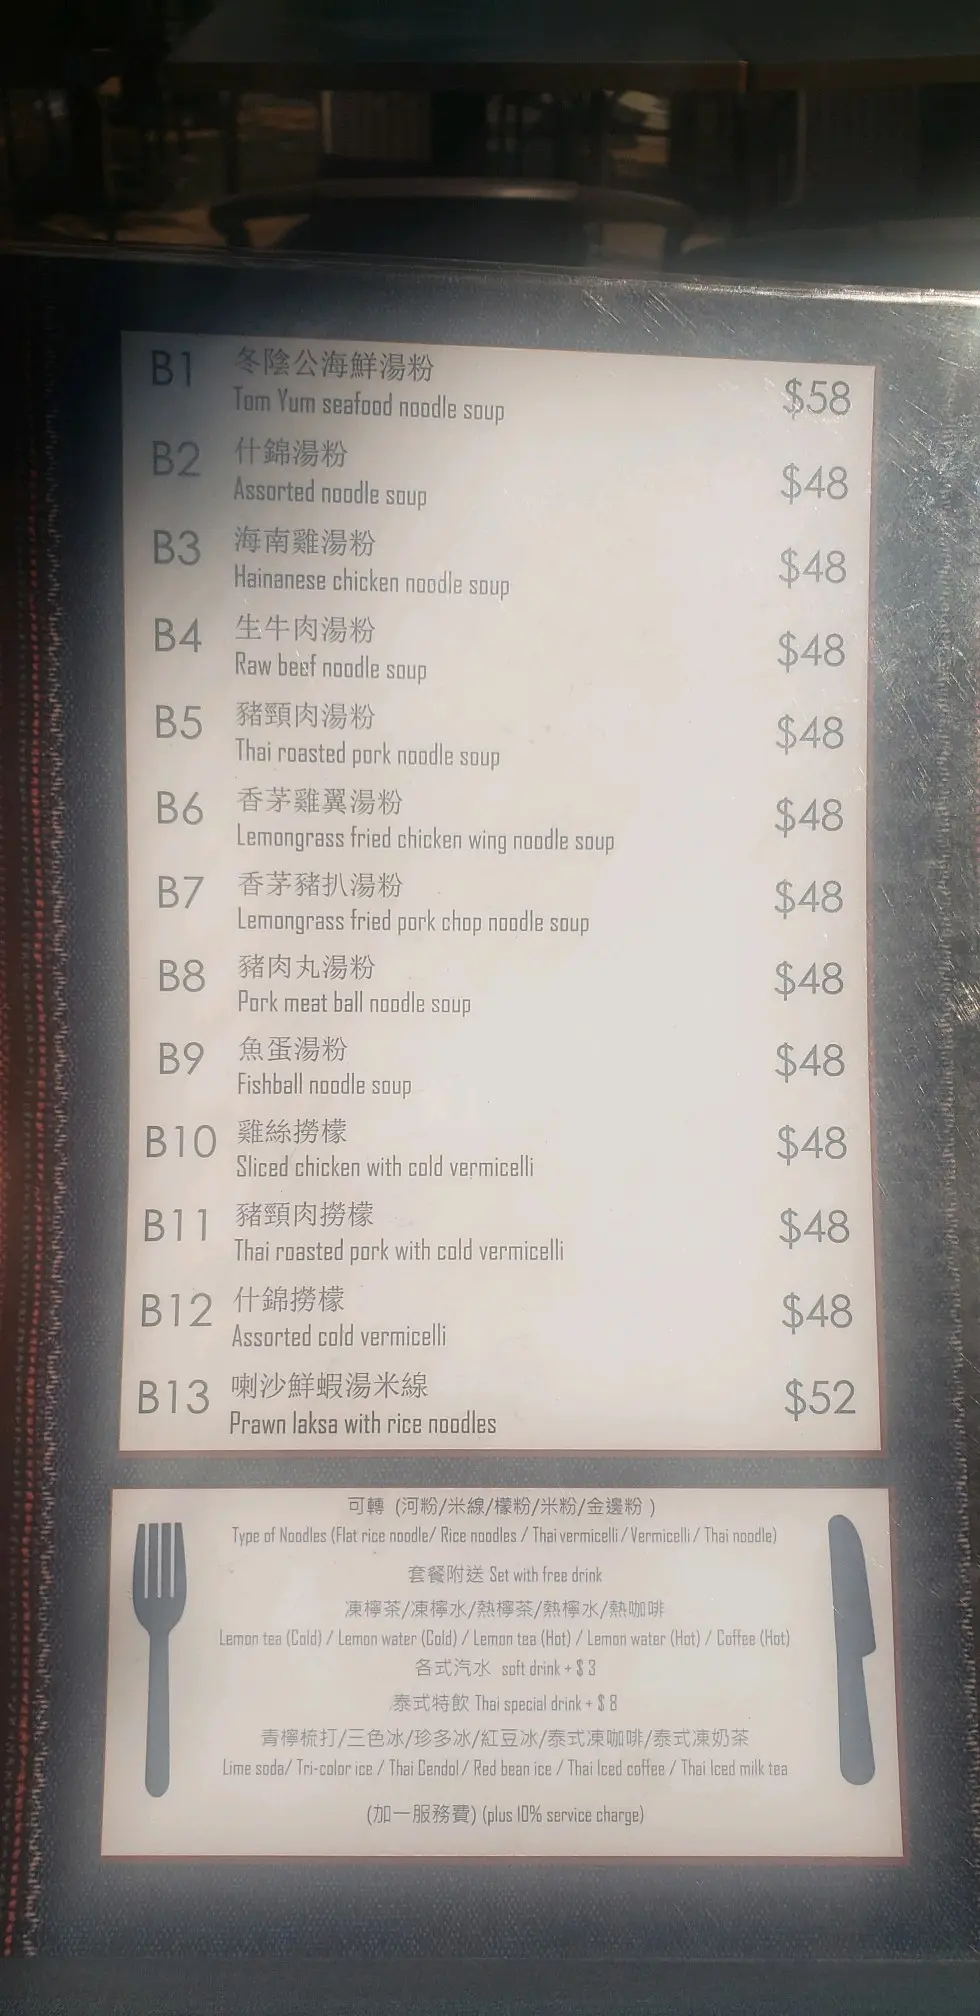 B1 冬陰公海鮮湯粉
Tom Yum seafood noodle soup $58
B2 什錦湯粉
Assorted noodle soup $48
B3 海南雞湯粉
Hainanese chicken noodle soup $48
B4 生牛肉湯粉
Raw beef noodle soup $48
B5 豬頸肉湯粉
Thai roasted pork noodle soup $48
B6 香茅雞翼湯粉
Lemongrass fried chicken wing noodle soup $48
B7 香茅豬扒湯粉
Lemongrass fried pork chop noodle soup $48
B8 豬肉丸湯粉
Pork meat ball noodle soup $48
B9 魚蛋湯粉
Fishball noodle soup $48
B10 雞絲撈檬
Sliced chicken with cold vermicelli $48
B11 豬頸肉撈檬
Thai roasted pork with cold vermicelli $48
B12 什錦撈檬
Assorted cold vermicelli $48
B13 喇沙鮮蝦湯米線
Prawn laksa with rice noodles $52
可轉 (河粉/米線/檬粉/米粉/金邊粉 )
Type of Noodles (Flat rice noodle/ Rice noodles / Thai vermicelli / Vermicelli / Thai noodle)
套餐附送 Set with free drink
凍檸茶/凍檸水/熱檸茶/熱檸水/熱咖啡
Lemon tea (Cold) / Lemon water (Cold) / Lemon tea (Hot) / Lemon water (Hot) / Coffee (Hot)
各式汽水 soft drink + $ 3
泰式特飲 Thai special drink + $ 8
青檸梳打/三色冰/珍多冰/紅豆冰/泰式凍咖啡/泰式凍奶茶
Lime soda/ Tri-color ice / Thai Cendol / Red bean ice / Thai Iced coffee / Thai Iced milk tea
(加一服務費) (plus 10% service charge)